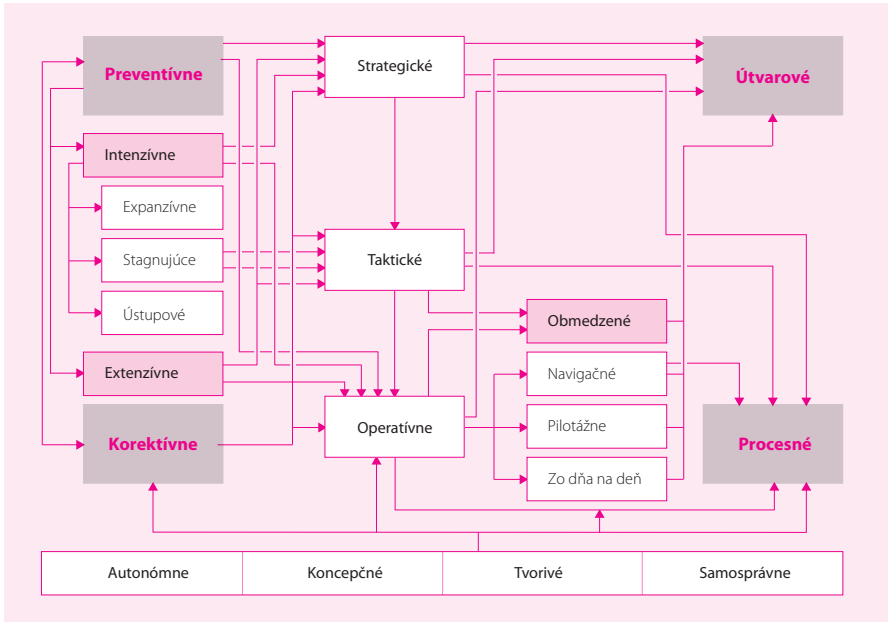 Preventívne
Strategické
Útvarové
Intenzívne
Expanzívne
Stagnujúce
Taktické
Ústupové
Obmedzené
Extenzívne
Navigačné
Korektívne
Operatívne
Pilotážne
Procesné
Zo dňa na deň
Autonómne
Koncepčné
Tvorivé
Samosprávne